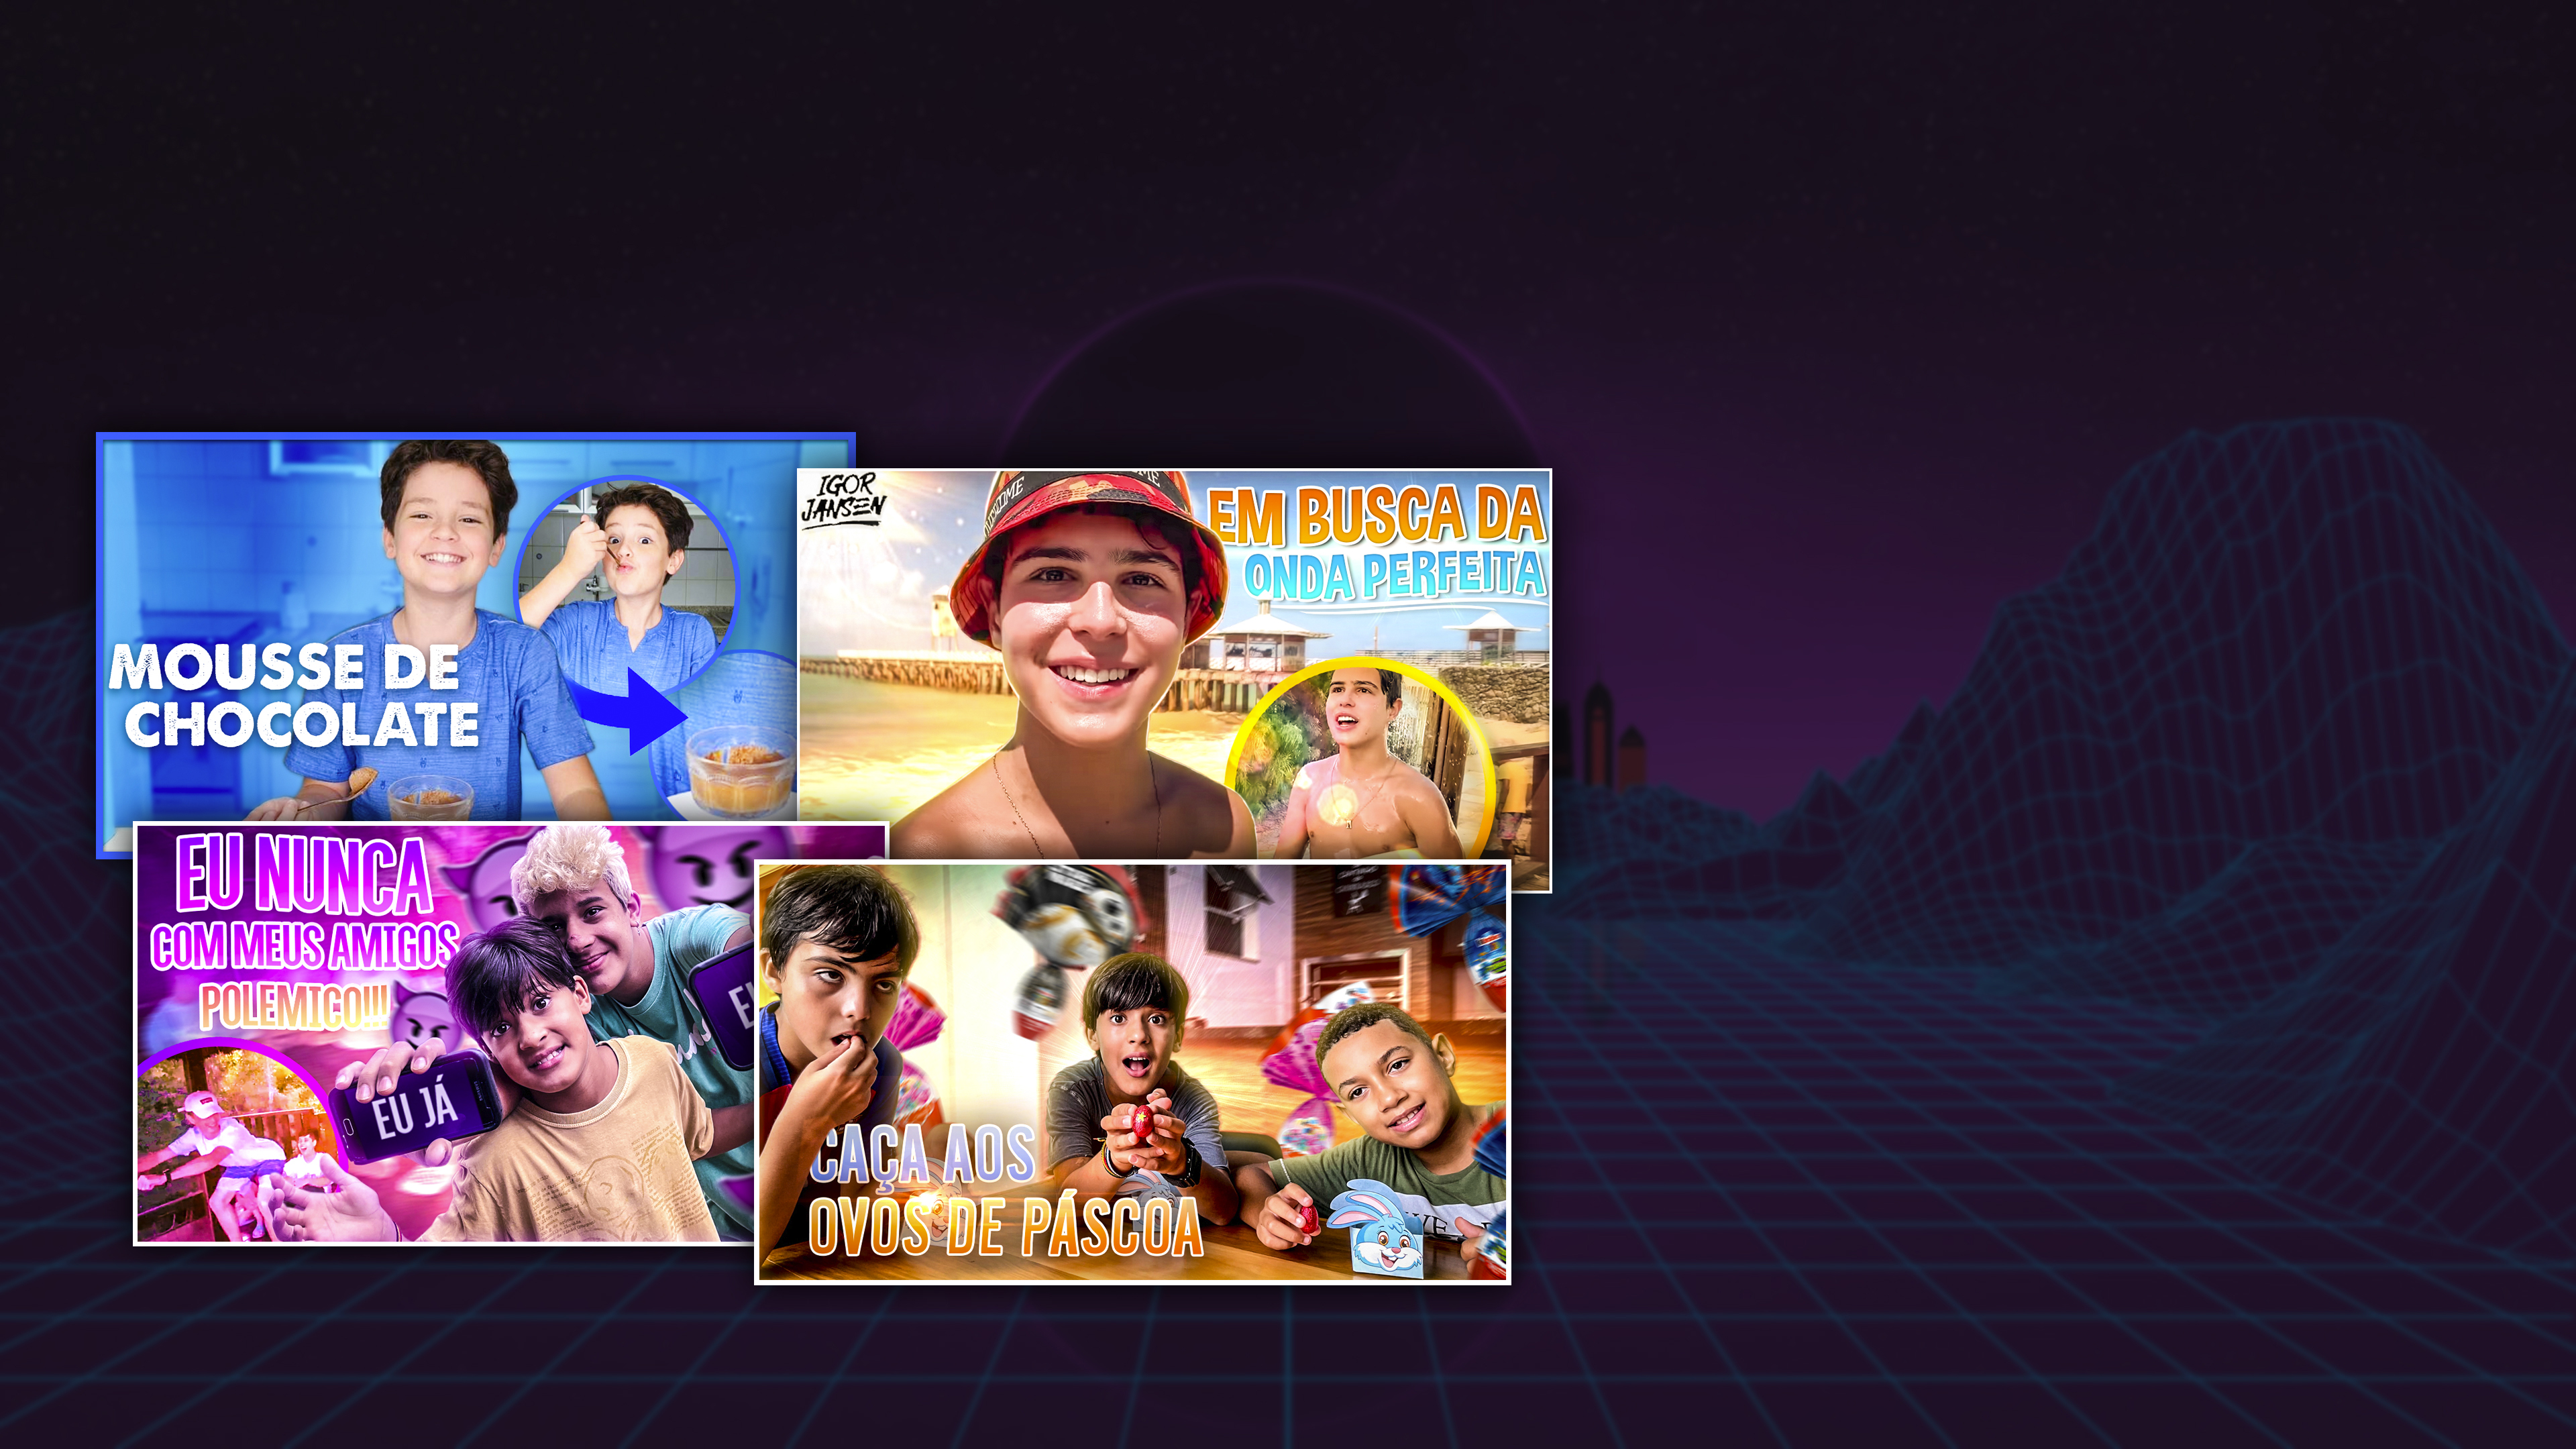 MOUSSE DE
CHOCOLATE
IGOR
JANSEN
EM BUSCA DA
ONDA PERFEITA
EU NUNCA
COM MEUS AMIGOS
POLEMICO!!!
EU JÁ
CAÇA AOS
OVOS DE PÁSCOA